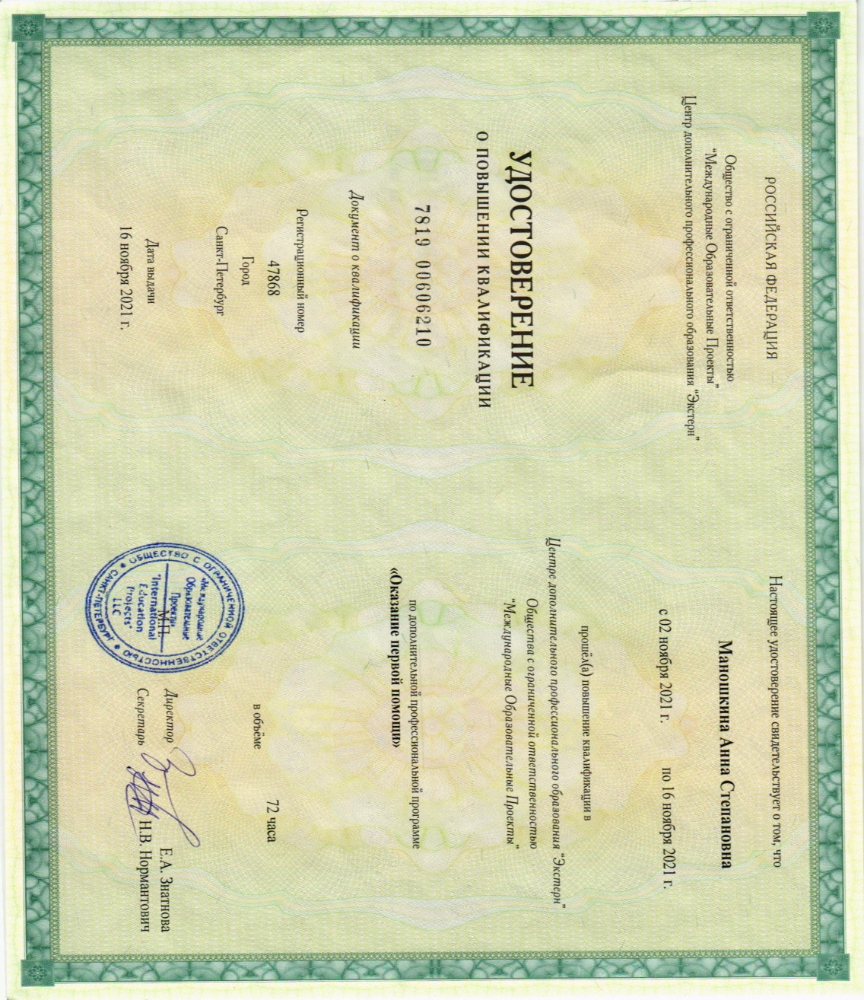 РОССИЙСКАЯ ФЕДЕРАЦИЯ
Общество с ограниченной ответственностью
“Международные Образовательные Проекты”
Центр дополнительного профессионального образования “Экстерн”
УДОСТОВЕРЕНИЕ
О ПОВЫШЕНИИ КВАЛИФИКАЦИИ
7819 00606210
Документ о квалификации
Регистрационный номер
47868
Город
Санкт-Петербург
Дата выдачи
16 ноября 2021 г.
Настоящее удостоверение свидетельствует о том, что
Маношкина Анна Степановна
с 02 ноября 2021 г. по 16 ноября 2021 г.
прошёл(а) повышение квалификации в
Центре дополнительного профессионального образования “Экстерн”
Общества с ограниченной ответственностью
“Международные Образовательные Проекты”
по дополнительной профессиональной программе
«Оказание первой помощи»
в объёме
72 часа
Директор Е.А. Знатнова
Секретарь Н.В. Нормантович
М.П.
ОБЩЕСТВО С ОГРАНИЧЕННОЙ ОТВЕТСТВЕННОСТЬЮ
САНКТ-ПЕТЕРБУРГ
«Международные
Образовательные
Проекты»
"International
Education
Projects"
LLC